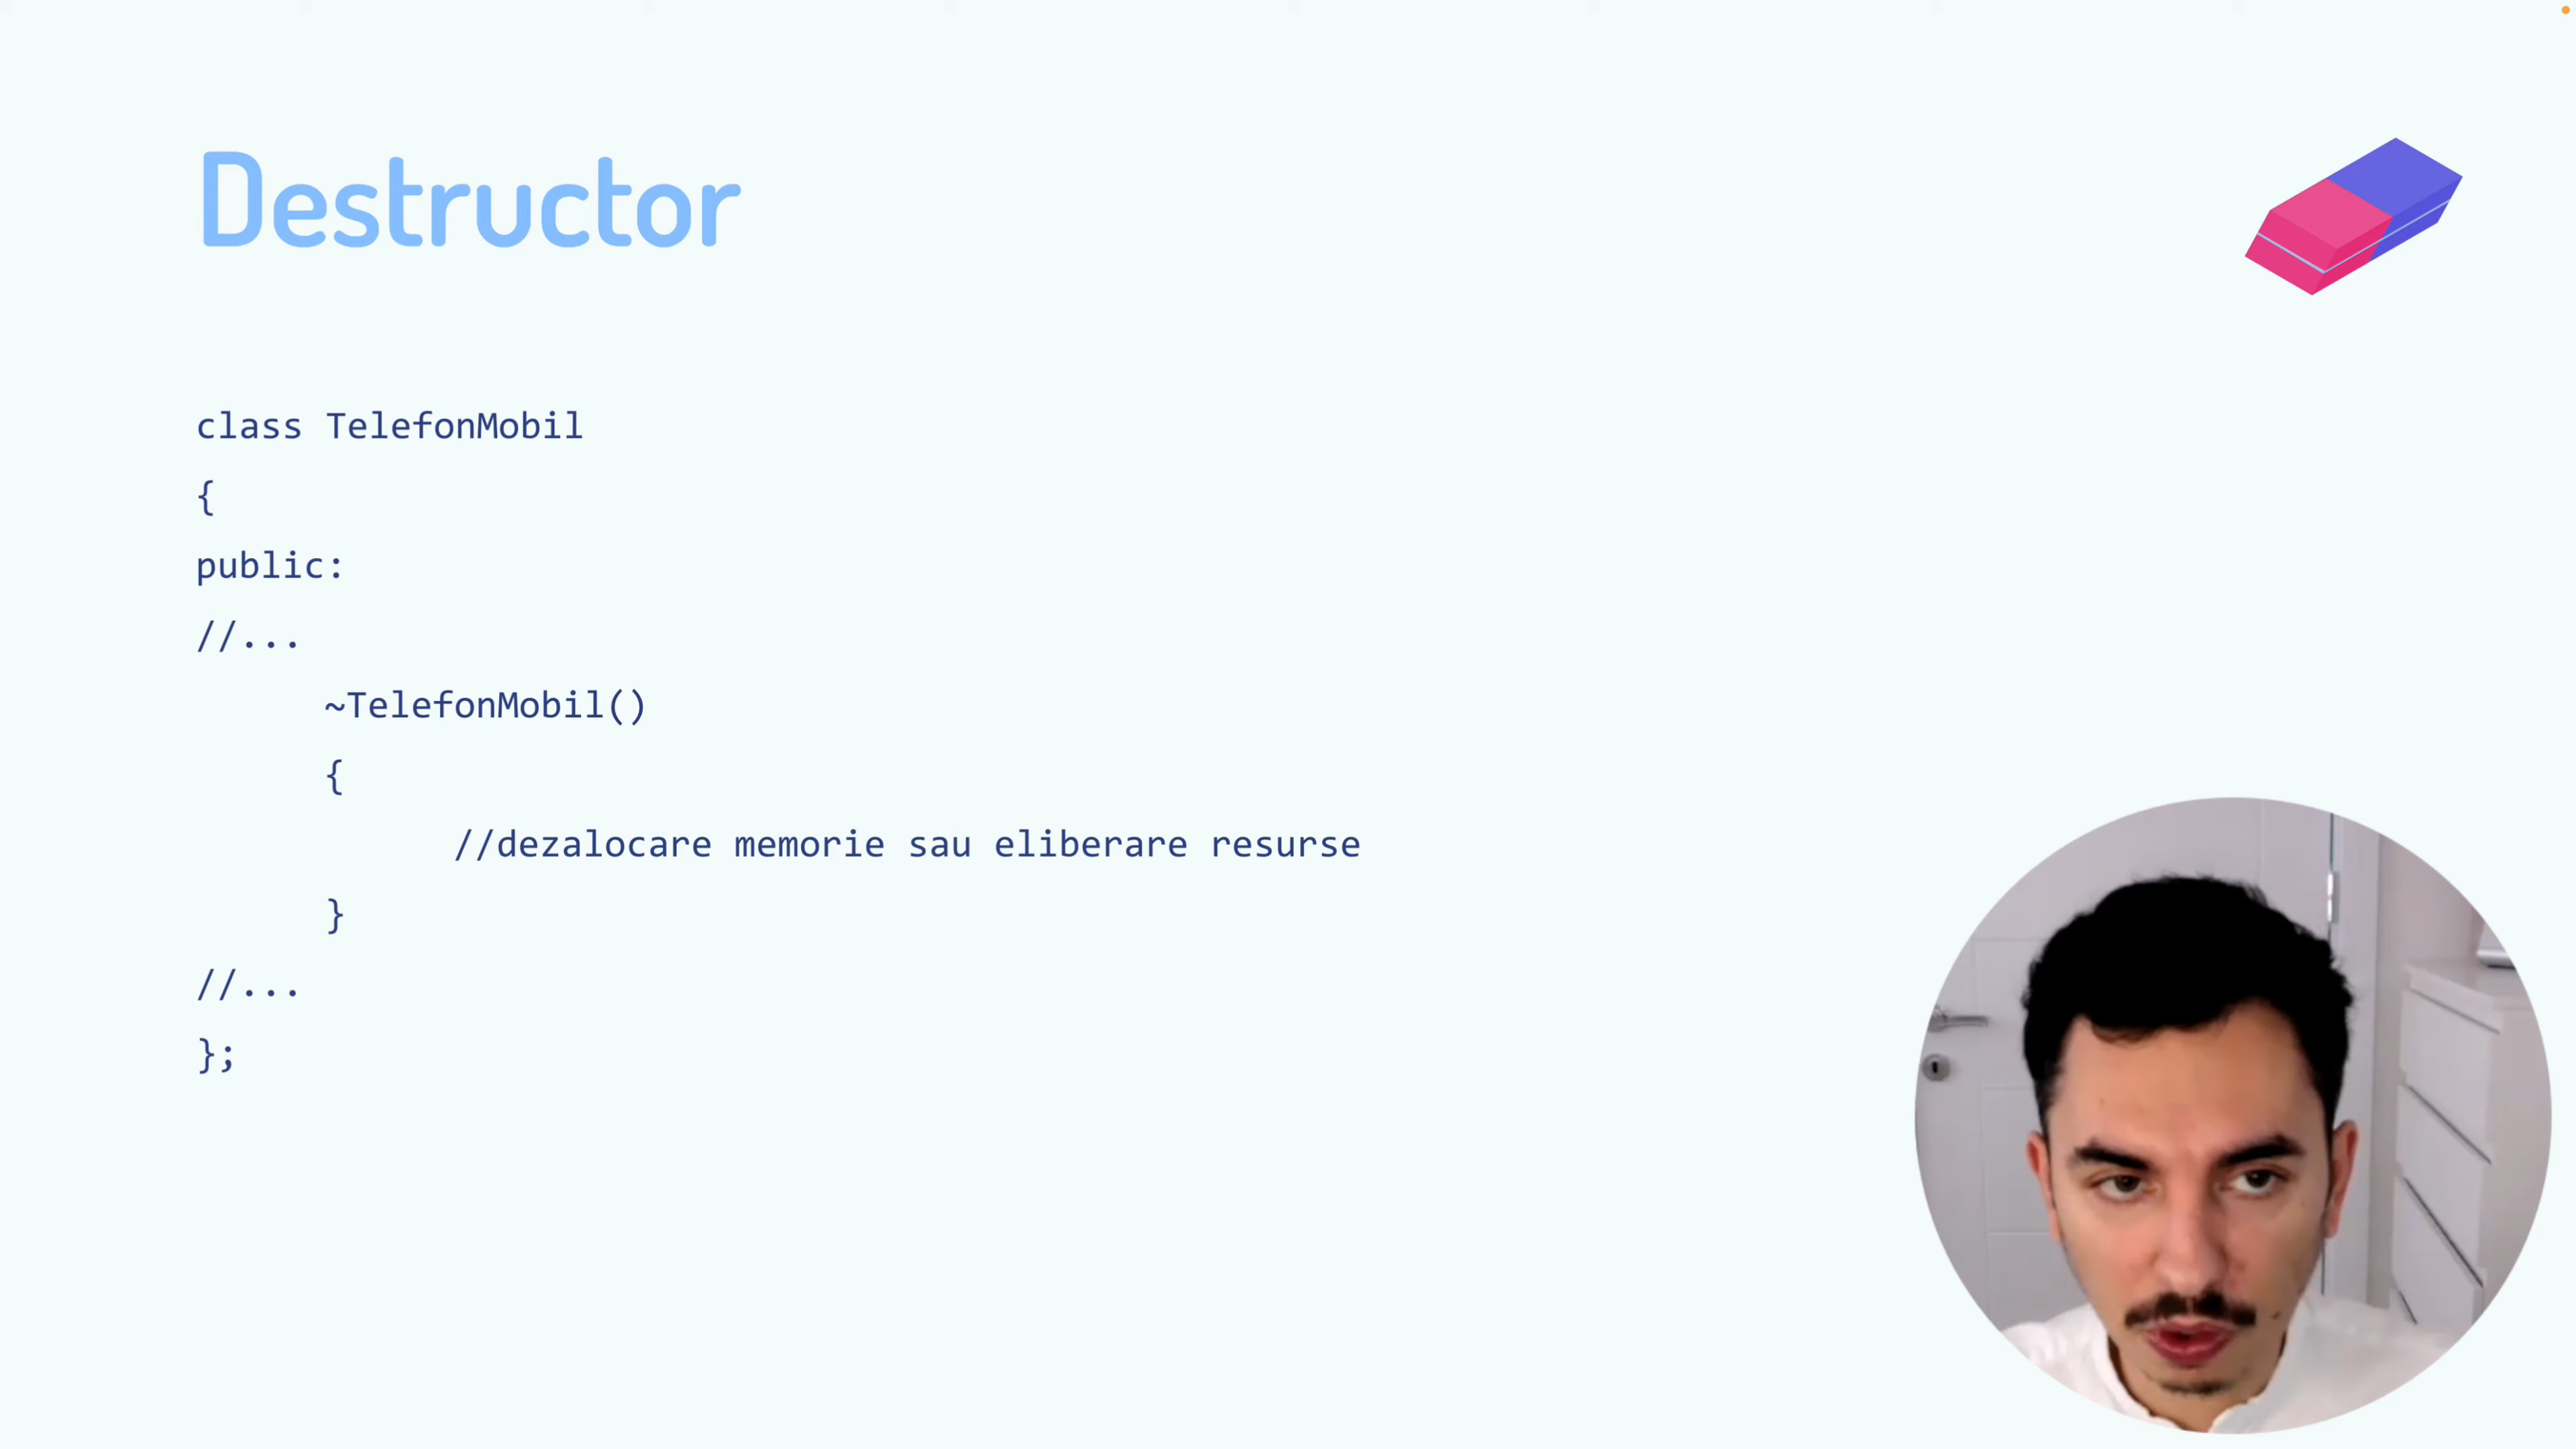 Destructor
class TelefonMobil
{
public:
//...
~TelefonMobil()
{
//dezalocare memorie sau eliberare resurse
}
//...
};